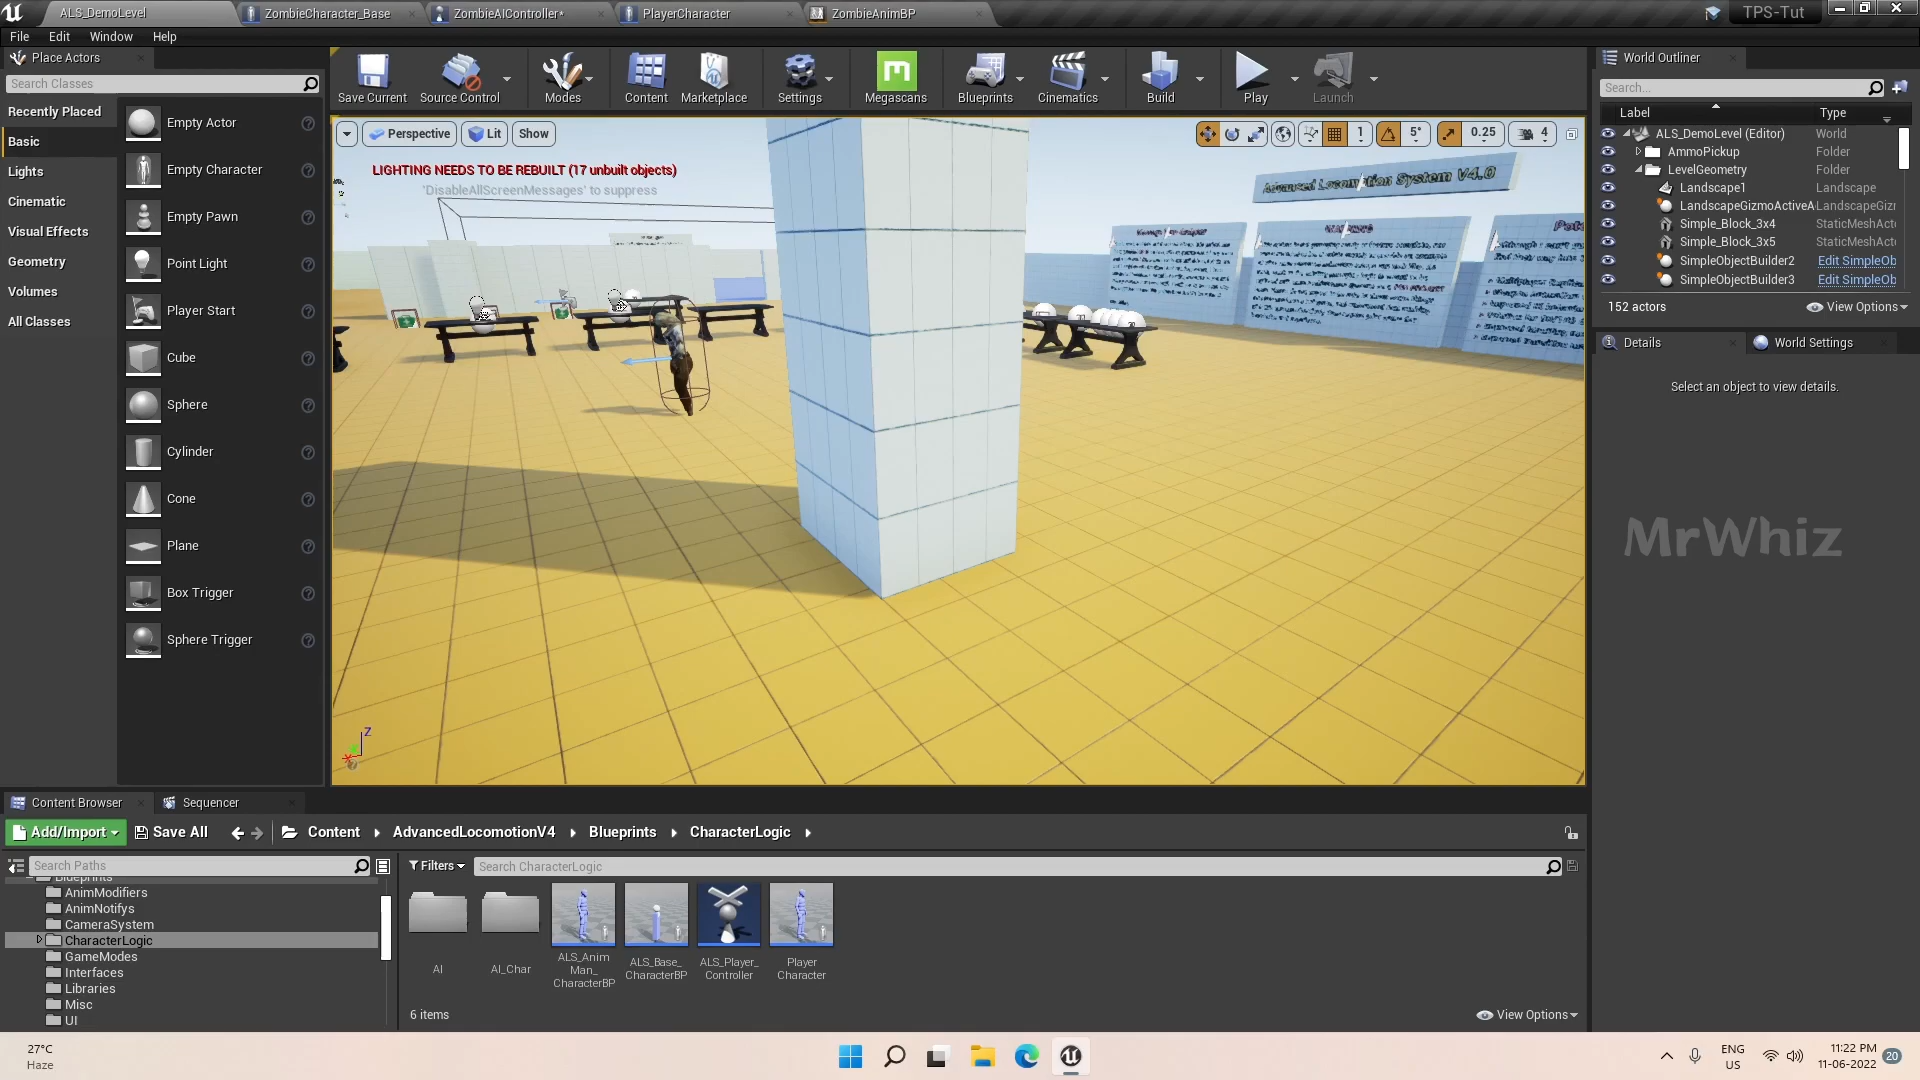 ALS_DemoLevel
ZombieCharacter_Base
ZombieAIController*
PlayerCharacter
ZombieAnimBP
TPS-Tut
File Edit Window Help
Place Actors
Search Classes
Recently Placed
Basic
Lights
Cinematic
Visual Effects
Geometry
Volumes
All Classes
Empty Actor
Empty Character
Empty Pawn
Point Light
Player Start
Cube
Sphere
Cylinder
Cone
Plane
Box Trigger
Sphere Trigger
Save Current
Source Control
Modes
Content
Marketplace
Settings
Megascans
Blueprints
Cinematics
Build
Play
Launch
Perspective
Lit
Show
1
5°
0.25
4
LIGHTING NEEDS TO BE REBUILT (17 unbuilt objects)
'DisableAllScreenMessages' to suppress
Advanced Locomotion System V4.0
Z
World Outliner
Search...
Label Type
ALS_DemoLevel (Editor) World
AmmoPickup Folder
LevelGeometry Folder
Landscape1 Landscape
LandscapeGizmoActiveA LandscapeGizr
Simple_Block_3x4 StaticMeshActo
Simple_Block_3x5 StaticMeshActo
SimpleObjectBuilder2 Edit SimpleOb
SimpleObjectBuilder3 Edit SimpleOb
152 actors
View Options
Details
World Settings
Select an object to view details.
MrWhiz
Content Browser
Sequencer
Add/Import
Save All
Content
AdvancedLocomotionV4
Blueprints
CharacterLogic
Search Paths
Filters
Search CharacterLogic
Blueprints
AnimModifiers
AnimNotifys
CameraSystem
CharacterLogic
GameModes
Interfaces
Libraries
Misc
UI
AI
AI_Char
ALS_Anim
Man_
CharacterBP
ALS_Base_
CharacterBP
ALS_Player_
Controller
Player
Character
6 items
View Options
27°C
Haze
ENG
US
11:22 PM
11-06-2022
20